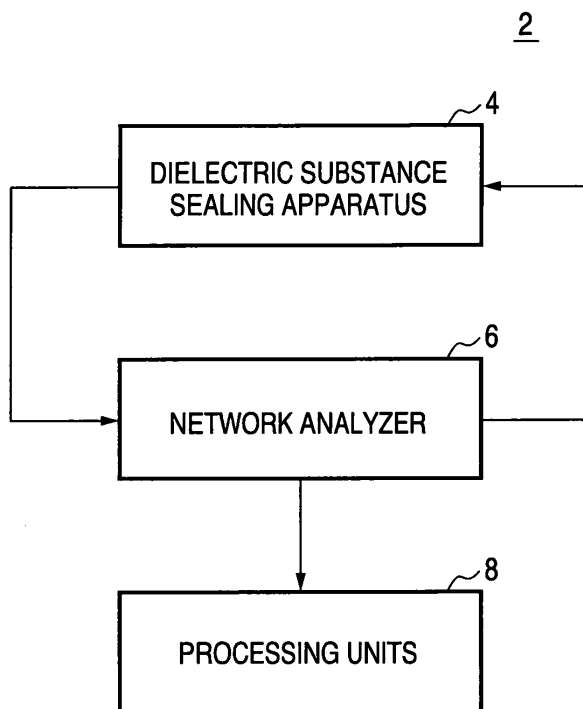 2
4
DIELECTRIC SUBSTANCE
SEALING APPARATUS
6
NETWORK ANALYZER
8
PROCESSING UNITS